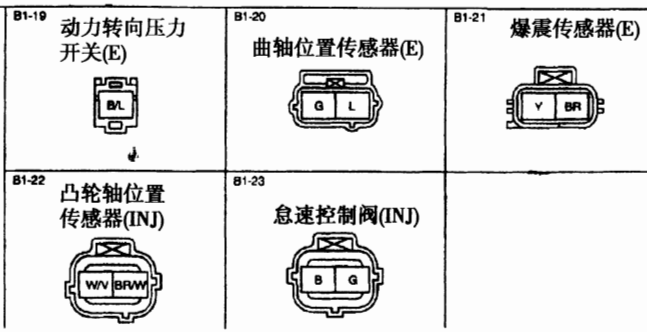 B1-19
动力转向压力
开关(E)
B/L
B1-20
曲轴位置传感器(E)
G L
B1-21
爆震传感器(E)
Y BR
B1-22
凸轮轴位置
传感器(INJ)
W/V BR/W
B1-23
怠速控制阀(INJ)
B G